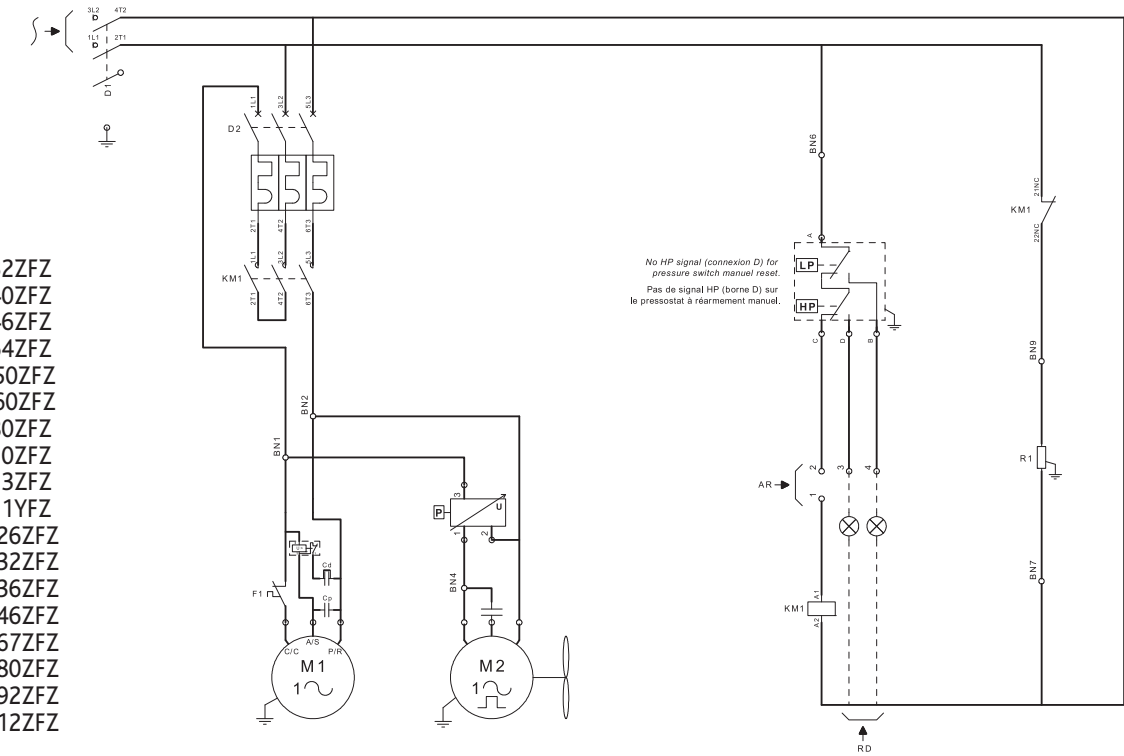 3L2 4T2
1L1 2T1
D1
1L1 3L2 5L3
D2
2T1 4T2 6T3
1L1 3L2 5L3
KM1
2T1 4T2 6T3
BN6
21NC
KM1
22NC
A
No HP signal (connexion D) for
pressure switch manuel reset.
Pas de signal HP (borne D) sur
le pressostat à réarmement manuel.
LP
HP
C D B
BN9
BN2
BN1
3
P
U
1 2
R1
AR
2 3 4
1
Cd
F1
Cp
BN4
BN7
A/S
C/C P/R
M1
1
M2
1
KM1
A1
A2
RD
2ZFZ
0ZFZ
6ZFZ
4ZFZ
50ZFZ
60ZFZ
0ZFZ
0ZFZ
3ZFZ
1YFZ
26ZFZ
32ZFZ
36ZFZ
46ZFZ
67ZFZ
80ZFZ
92ZFZ
12ZFZ